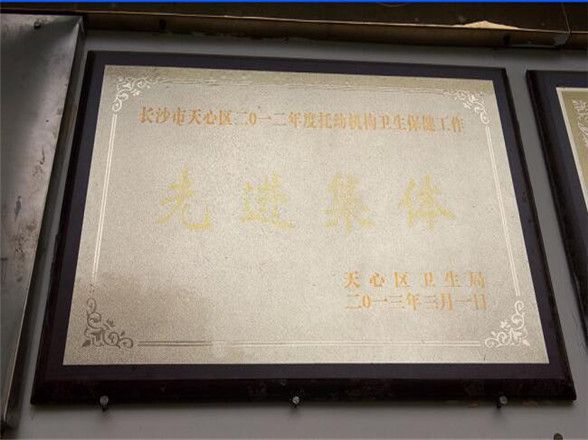 长沙市天心区二0一二年度托幼机构卫生保健工作
先进集体
天心区卫生局
二0一三年三月一日